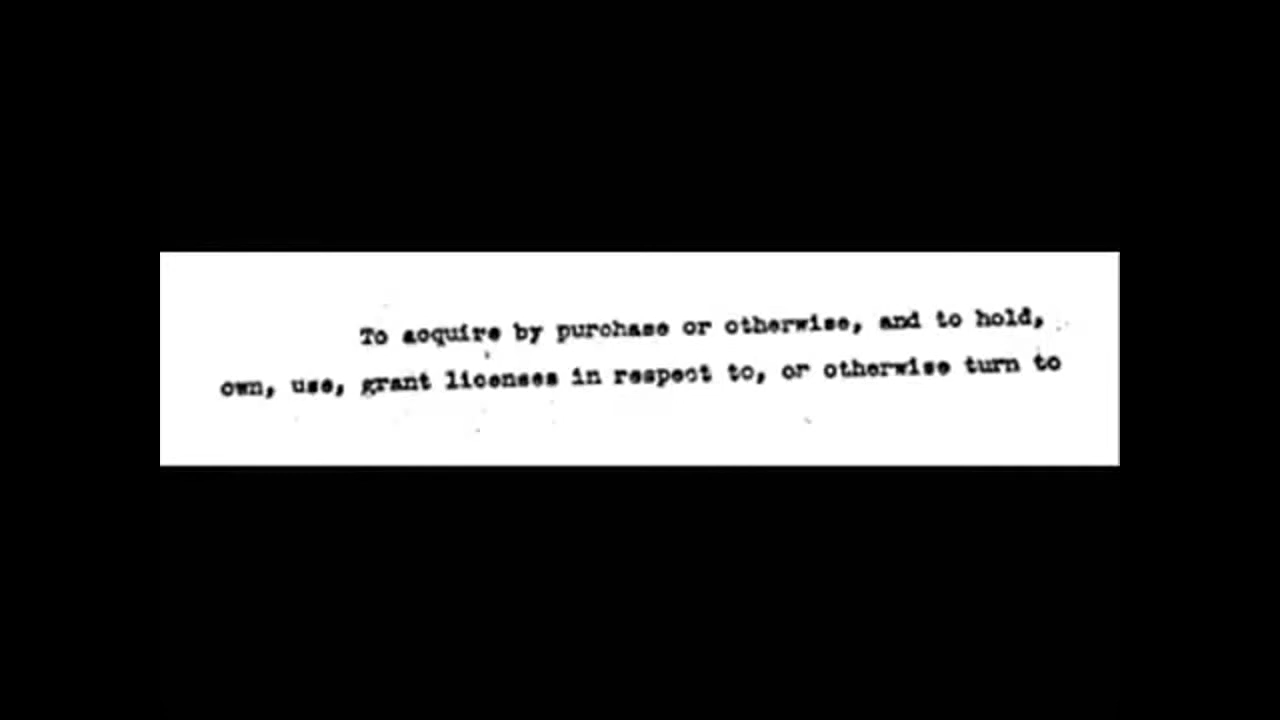 To acquire by purchase or otherwise, and to hold,
own, use, grant licenses in respect to, or otherwise turn to